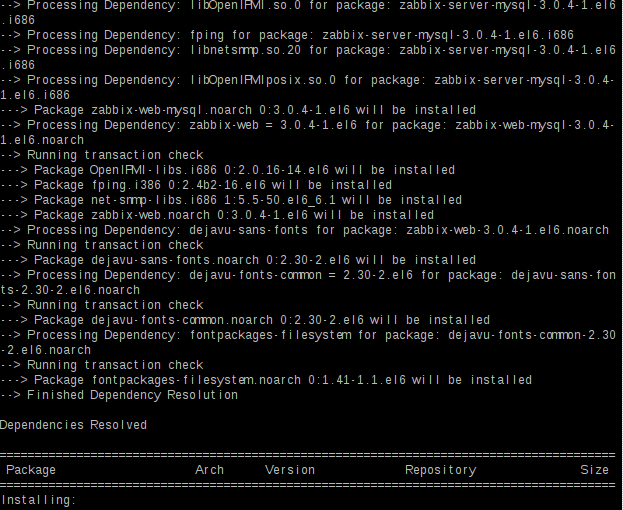 --> Processing Dependency: libOpenIPMI.so.0 for package: zabbix-server-mysql-3.0.4-1.el6
.i686
--> Processing Dependency: fping for package: zabbix-server-mysql-3.0.4-1.el6.i686
--> Processing Dependency: libnetsnmp.so.20 for package: zabbix-server-mysql-3.0.4-1.el6
.i686
--> Processing Dependency: libOpenIPMIposix.so.0 for package: zabbix-server-mysql-3.0.4-
1.el6.i686
---> Package zabbix-web-mysql.noarch 0:3.0.4-1.el6 will be installed
--> Processing Dependency: zabbix-web = 3.0.4-1.el6 for package: zabbix-web-mysql-3.0.4-
1.el6.noarch
--> Running transaction check
---> Package OpenIPMI-libs.i686 0:2.0.16-14.el6 will be installed
---> Package fping.i386 0:2.4b2-16.el6 will be installed
---> Package net-snmp-libs.i686 1:5.5-50.el6_6.1 will be installed
---> Package zabbix-web.noarch 0:3.0.4-1.el6 will be installed
--> Processing Dependency: dejavu-sans-fonts for package: zabbix-web-3.0.4-1.el6.noarch
--> Running transaction check
---> Package dejavu-sans-fonts.noarch 0:2.30-2.el6 will be installed
--> Processing Dependency: dejavu-fonts-common = 2.30-2.el6 for package: dejavu-sans-fon
ts-2.30-2.el6.noarch
--> Running transaction check
---> Package dejavu-fonts-common.noarch 0:2.30-2.el6 will be installed
--> Processing Dependency: fontpackages-filesystem for package: dejavu-fonts-common-2.30
-2.el6.noarch
--> Running transaction check
---> Package fontpackages-filesystem.noarch 0:1.41-1.1.el6 will be installed
--> Finished Dependency Resolution
Dependencies Resolved
========================================================================================
Package Arch Version Repository Size
========================================================================================
Installing: